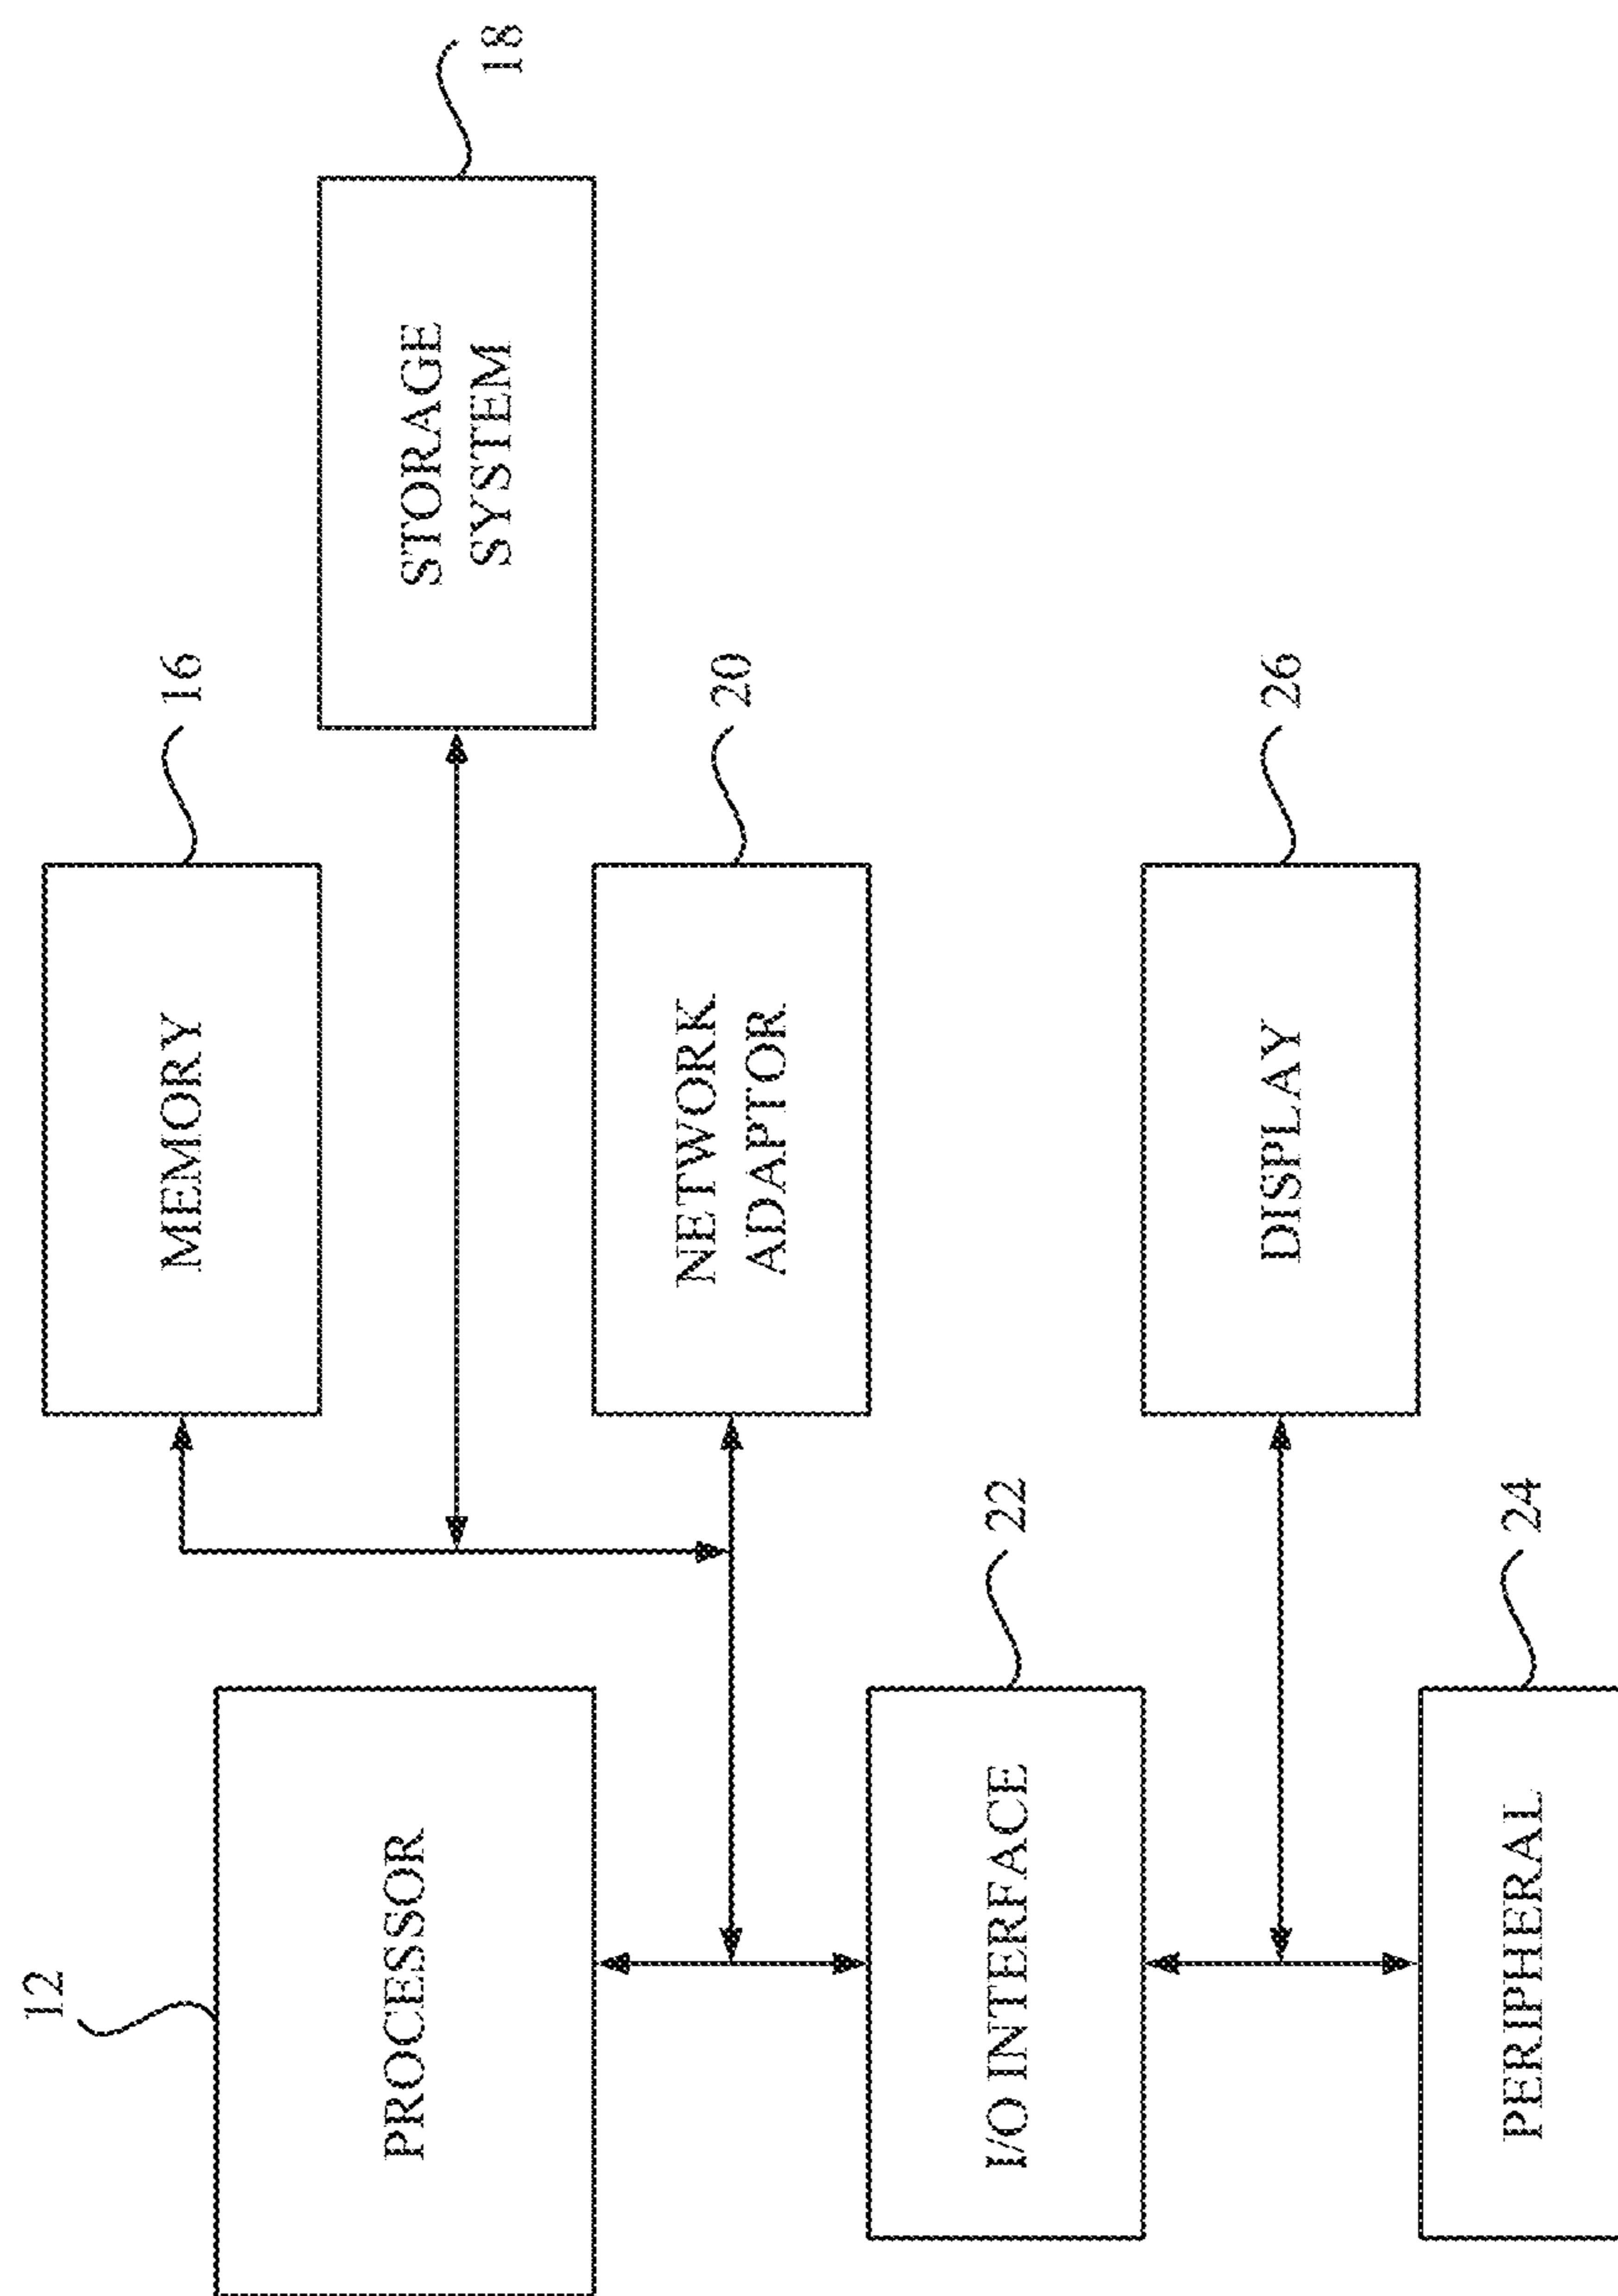 12
PROCESSOR
16
MEMORY
18
STORAGE
SYSTEM
20
NETWORK
ADAPTOR
22
I/O INTERFACE
26
DISPLAY
24
PERIPHERAL